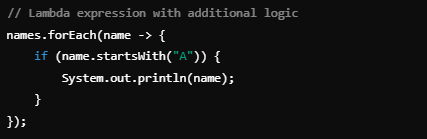 // Lambda expression with additional logic
names.forEach(name -> {
    if (name.startsWith("A")) {
        System.out.println(name);
    }
});